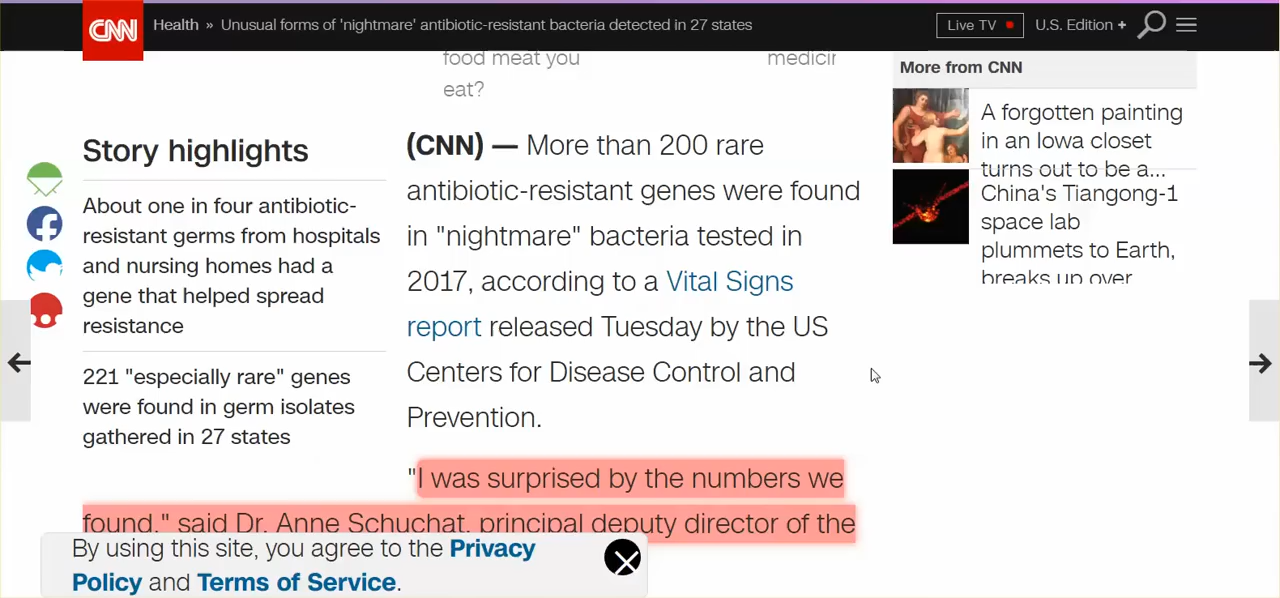 CNN
Health » Unusual forms of 'nightmare' antibiotic-resistant bacteria detected in 27 states
Live TV
U.S. Edition +
food meat you
eat?
medicin
Story highlights
About one in four antibiotic-
resistant germs from hospitals
and nursing homes had a
gene that helped spread
resistance
221 "especially rare" genes
were found in germ isolates
gathered in 27 states
(CNN) — More than 200 rare
antibiotic-resistant genes were found
in "nightmare" bacteria tested in
2017, according to a Vital Signs
report released Tuesday by the US
Centers for Disease Control and
Prevention.
"I was surprised by the numbers we
found," said Dr. Anne Schuchat, principal deputy director of the
More from CNN
A forgotten painting
in an Iowa closet
turns out to be a...
China's Tiangong-1
space lab
plummets to Earth,
breaks up over
By using this site, you agree to the Privacy
Policy and Terms of Service.